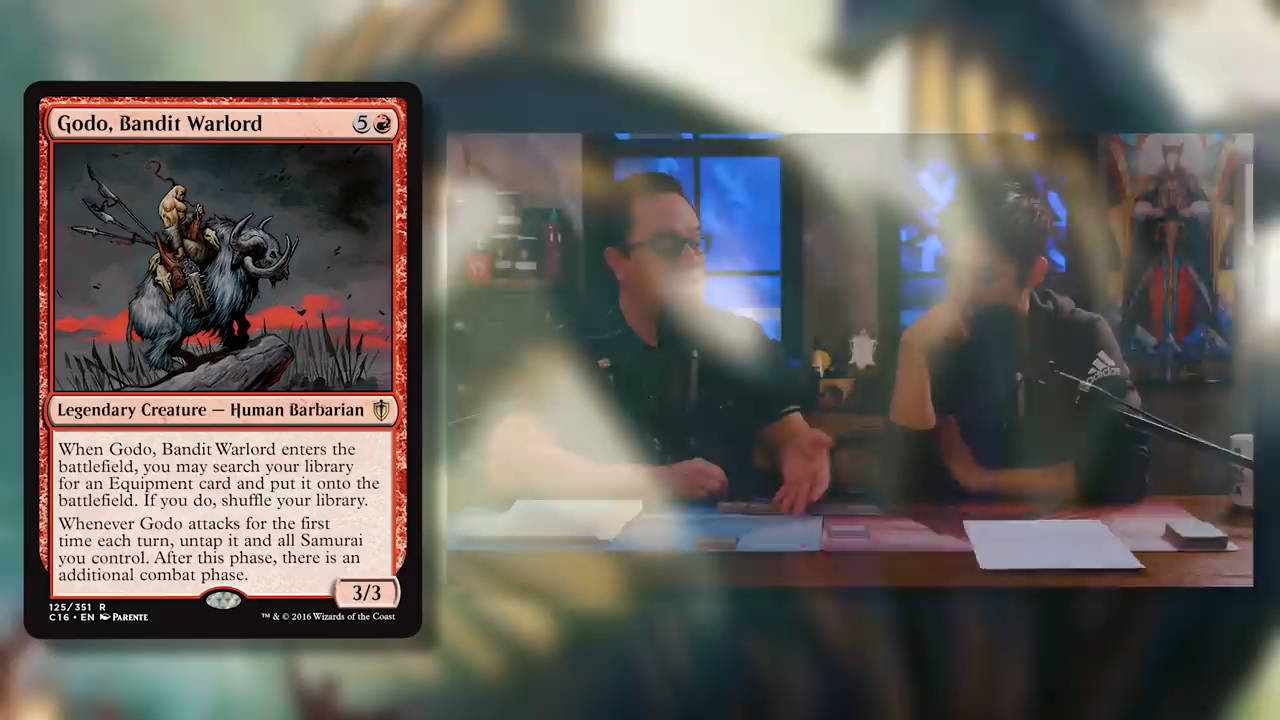 Godo, Bandit Warlord 5
Legendary Creature — Human Barbarian
When Godo, Bandit Warlord enters the
battlefield, you may search your library
for an Equipment card and put it onto the
battlefield. If you do, shuffle your library.
Whenever Godo attacks for the first
time each turn, untap it and all Samurai
you control. After this phase, there is an
additional combat phase.
3/3
125/351 R
C16 • EN PARENTE
™ & © 2016 Wizards of the Coast
adidas